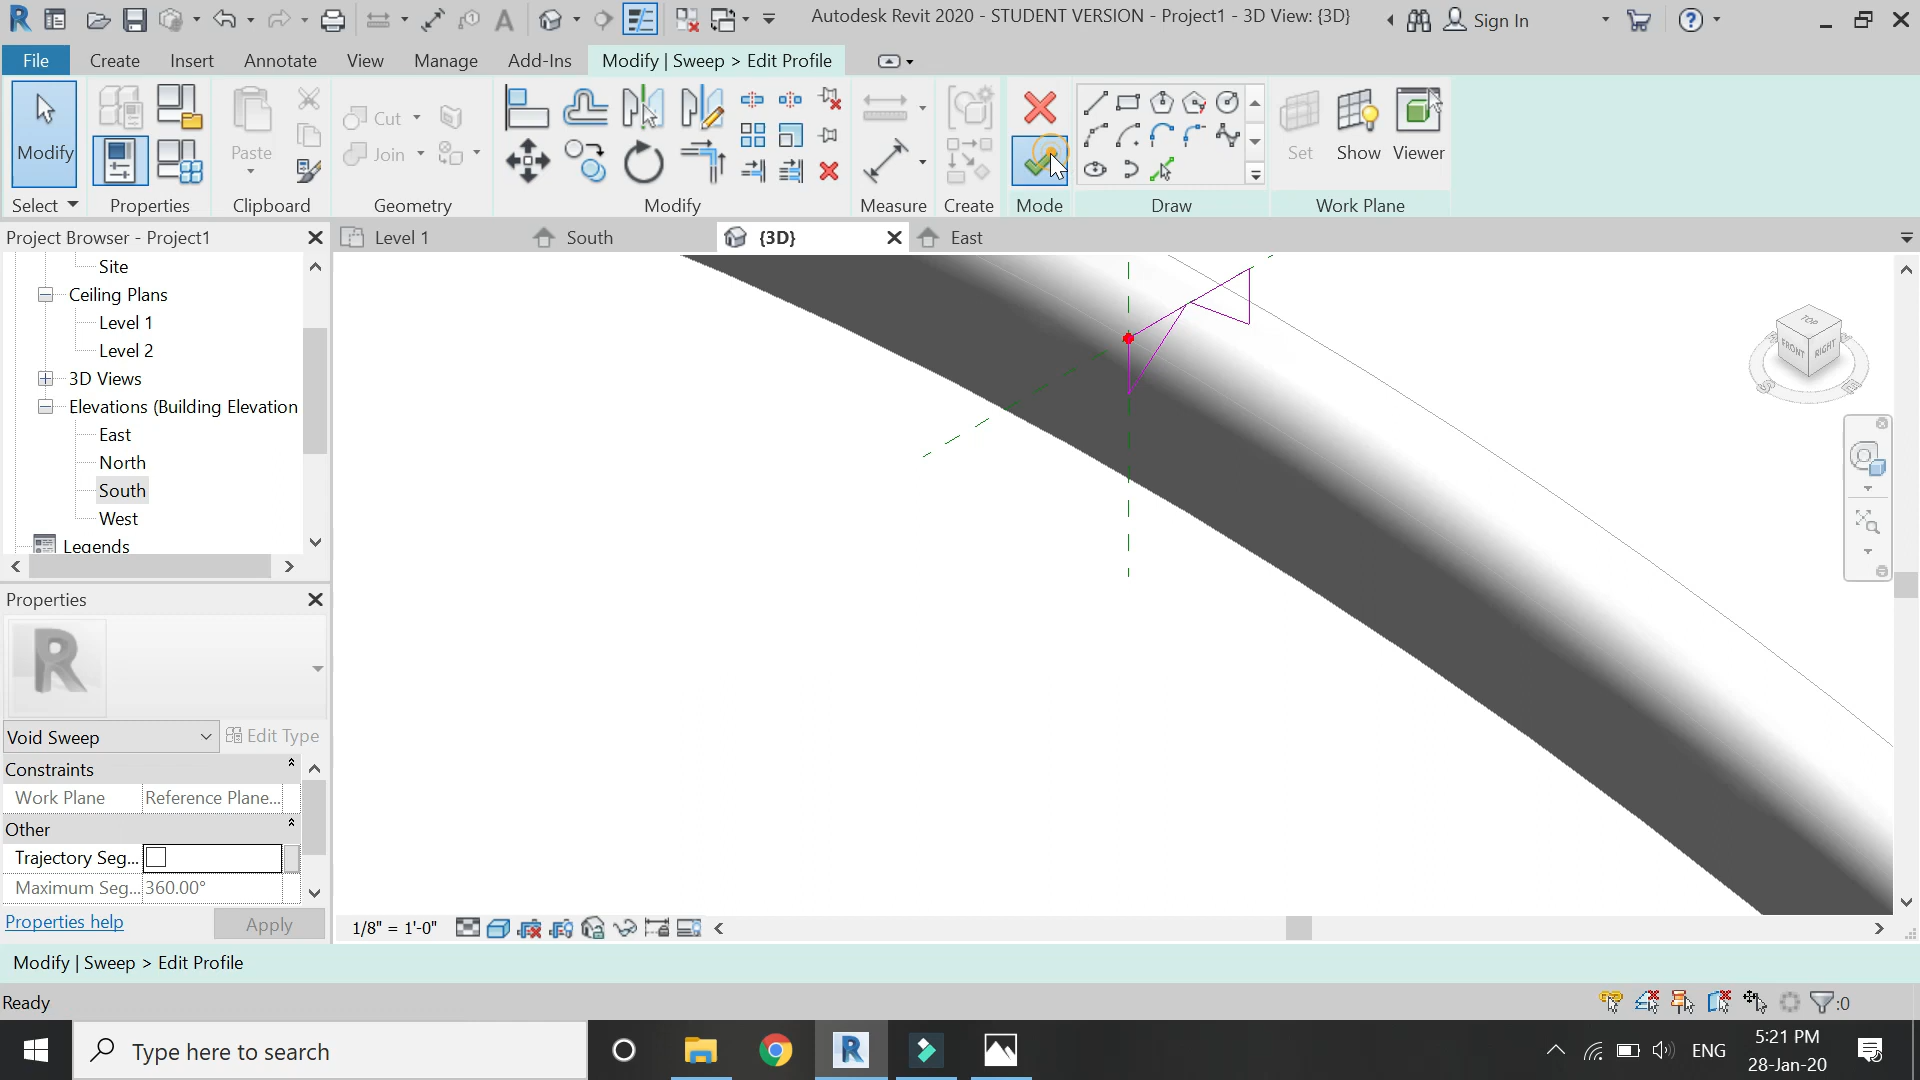 Autodesk Revit 2020 - STUDENT VERSION - Project1 - 3D View: {3D}
Sign In
File
Create
Insert
Annotate
View
Manage
Add-Ins
Modify | Sweep > Edit Profile
Modify
Paste
Cut
Join
Set
Show
Viewer
Select
Properties
Clipboard
Geometry
Modify
Measure
Create
Mode
Draw
Work Plane
Project Browser - Project1
Level 1
South
{3D}
East
Site
Ceiling Plans
Level 1
Level 2
3D Views
Elevations (Building Elevation
East
North
South
West
Legends
TOP
FRONT
RIGHT
S
E
Properties
R
Void Sweep
Edit Type
Constraints
Work Plane
Reference Plane...
Other
Trajectory Seg...
Maximum Seg...
360.00°
Properties help
Apply
1/8" = 1'-0"
Modify | Sweep > Edit Profile
Ready
:0
Type here to search
ENG
5:21 PM
28-Jan-20